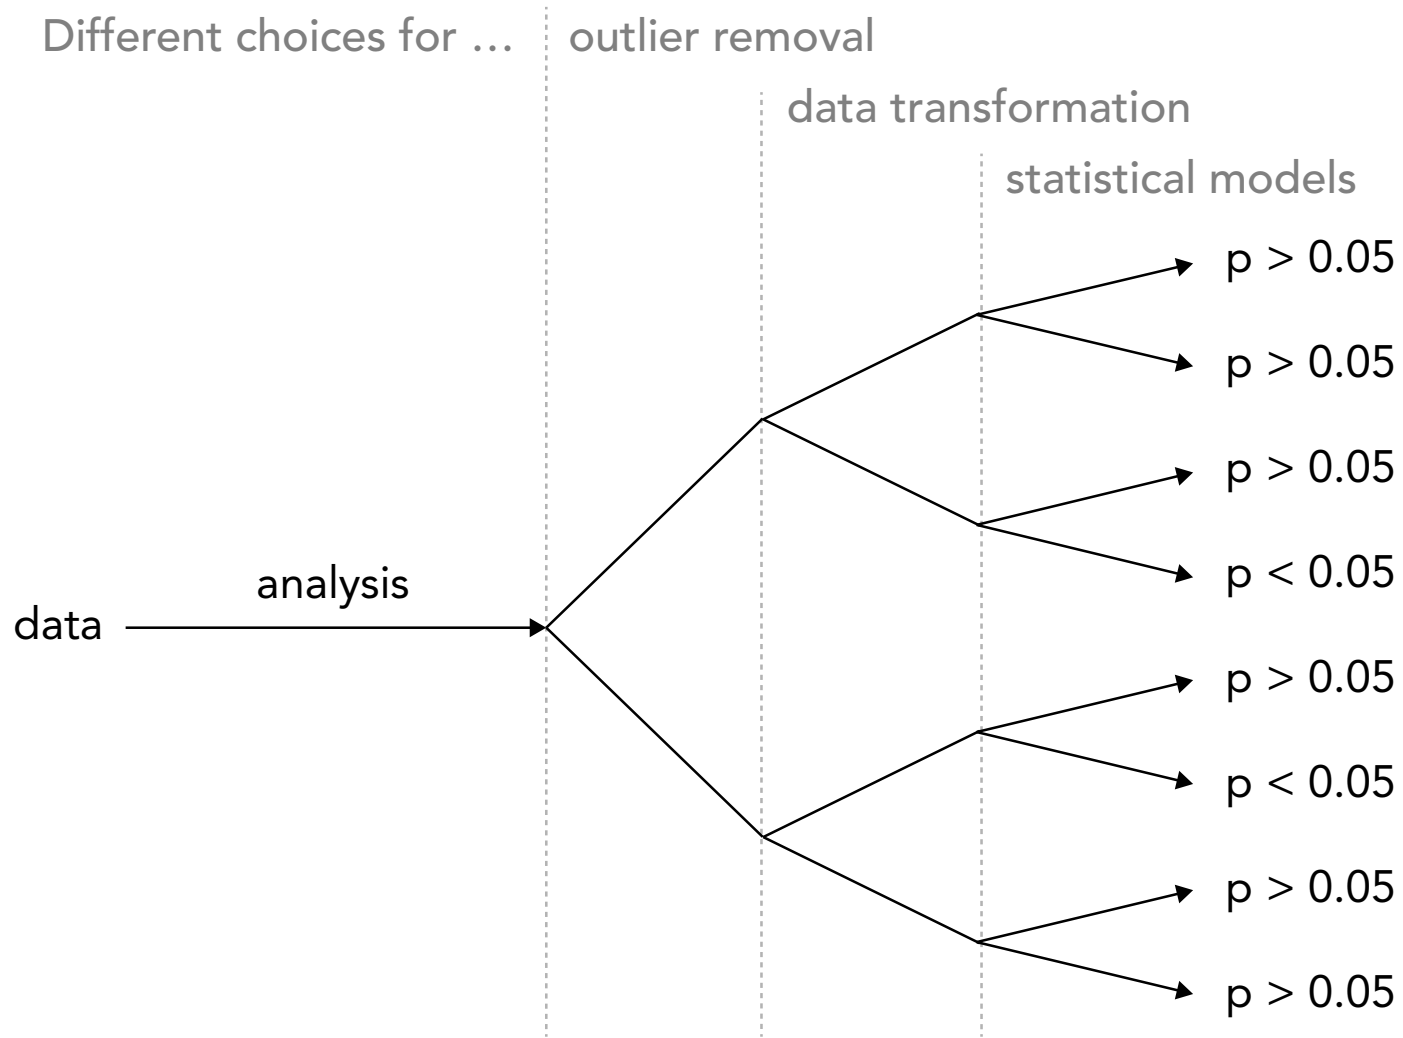 Different choices for …
outlier removal
data transformation
statistical models
p > 0.05
p > 0.05
p > 0.05
p < 0.05
analysis
data
p > 0.05
p < 0.05
p > 0.05
p > 0.05